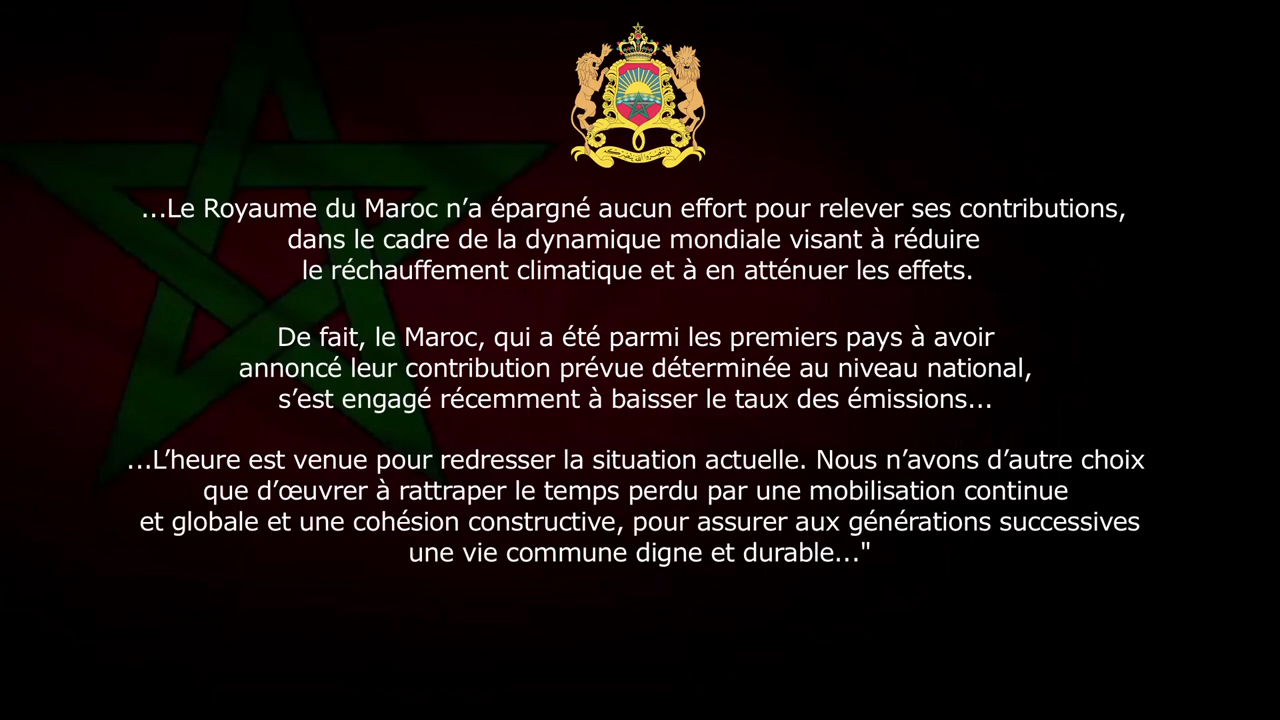 ...Le Royaume du Maroc n’a épargné aucun effort pour relever ses contributions,
dans le cadre de la dynamique mondiale visant à réduire
le réchauffement climatique et à en atténuer les effets.
De fait, le Maroc, qui a été parmi les premiers pays à avoir
annoncé leur contribution prévue déterminée au niveau national,
s’est engagé récemment à baisser le taux des émissions...
...L’heure est venue pour redresser la situation actuelle. Nous n’avons d’autre choix
que d’œuvrer à rattraper le temps perdu par une mobilisation continue
et globale et une cohésion constructive, pour assurer aux générations successives
une vie commune digne et durable..."